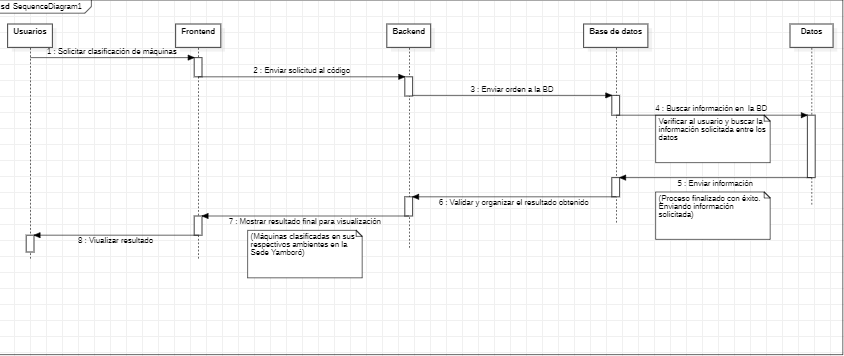 sd SequenceDiagram1
Usuarios
Frontend
Backend
Base de datos
Datos
1 : Solicitar clasificación de máquinas
2 : Enviar solicitud al código
3 : Enviar orden a la BD
4 : Buscar información en la BD
Verificar al usuario y buscar la
información solicitada entre los
datos
5 : Enviar información
(Proceso finalizado con éxito.
Enviando información
solicitada)
6 : Validar y organizar el resultado obtenido
7 : Mostrar resultado final para visualización
(Máquinas clasificadas en sus
respectivos ambientes en la
Sede Yamboró)
8 : Viualizar resultado